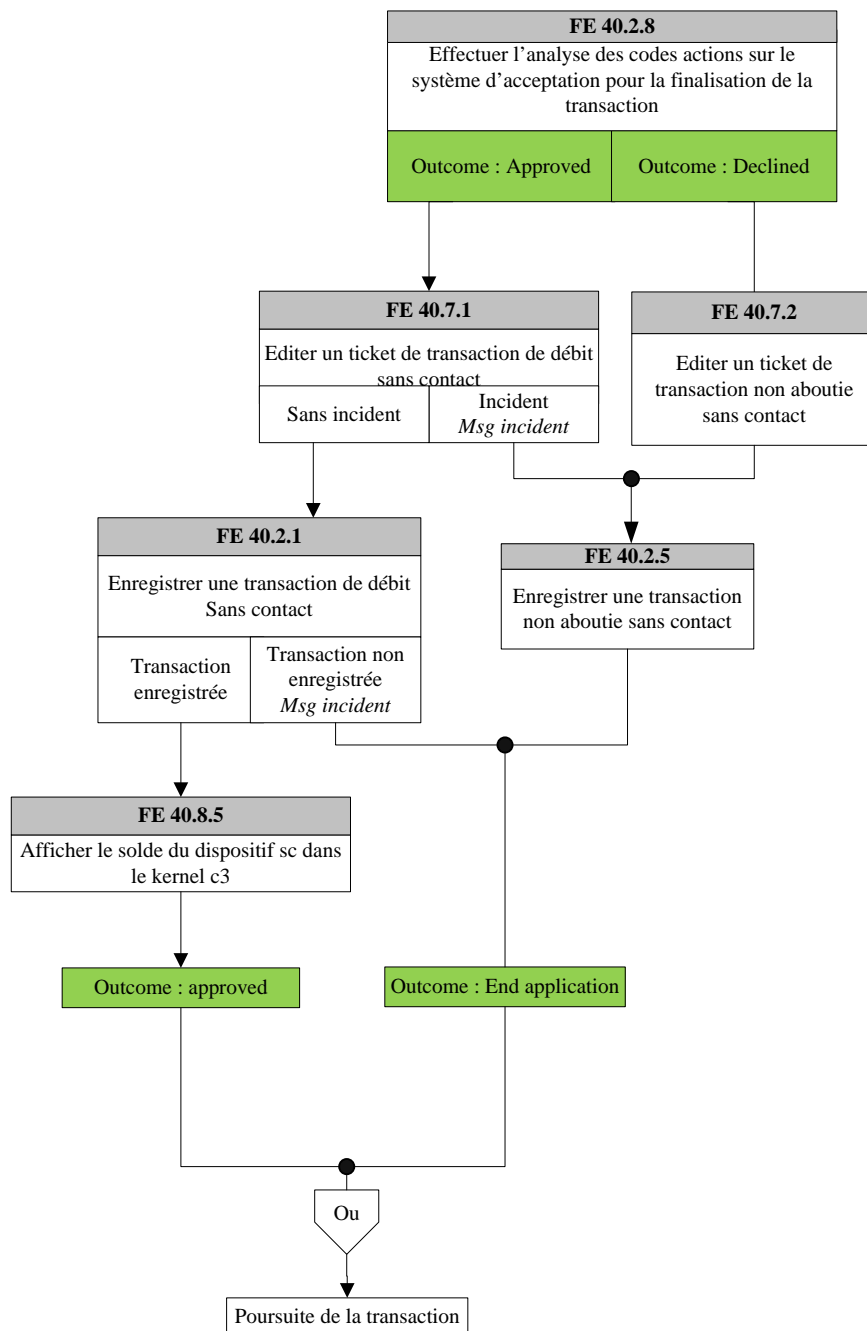 FE 40.2.8
Effectuer l'analyse des codes actions sur le
système d'acceptation pour la finalisation de la
transaction
Outcome : Approved
Outcome : Declined
FE 40.7.1
Editer un ticket de transaction de débit
sans contact
Sans incident
Incident
Msg incident
FE 40.7.2
Editer un ticket de
transaction non aboutie
sans contact
FE 40.2.1
Enregistrer une transaction de débit
Sans contact
Transaction
enregistrée
Transaction non
enregistrée
Msg incident
FE 40.2.5
Enregistrer une transaction
non aboutie sans contact
FE 40.8.5
Afficher le solde du dispositif sc dans
le kernel c3
Outcome : approved
Outcome : End application
Ou
Poursuite de la transaction